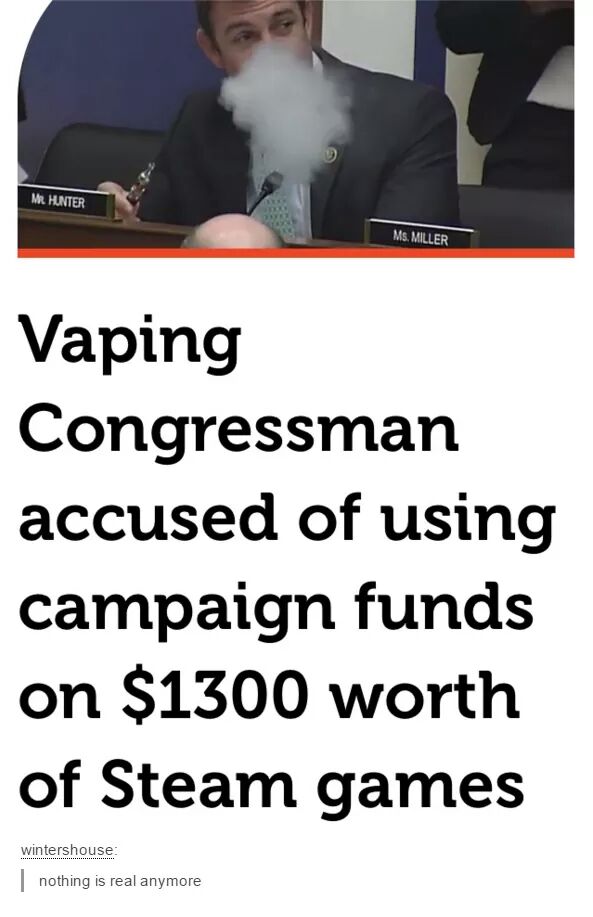 MR. HUNTER
MS. MILLER
Vaping
Congressman
accused of using
campaign funds
on $1300 worth
of Steam games
wintershouse:
nothing is real anymore